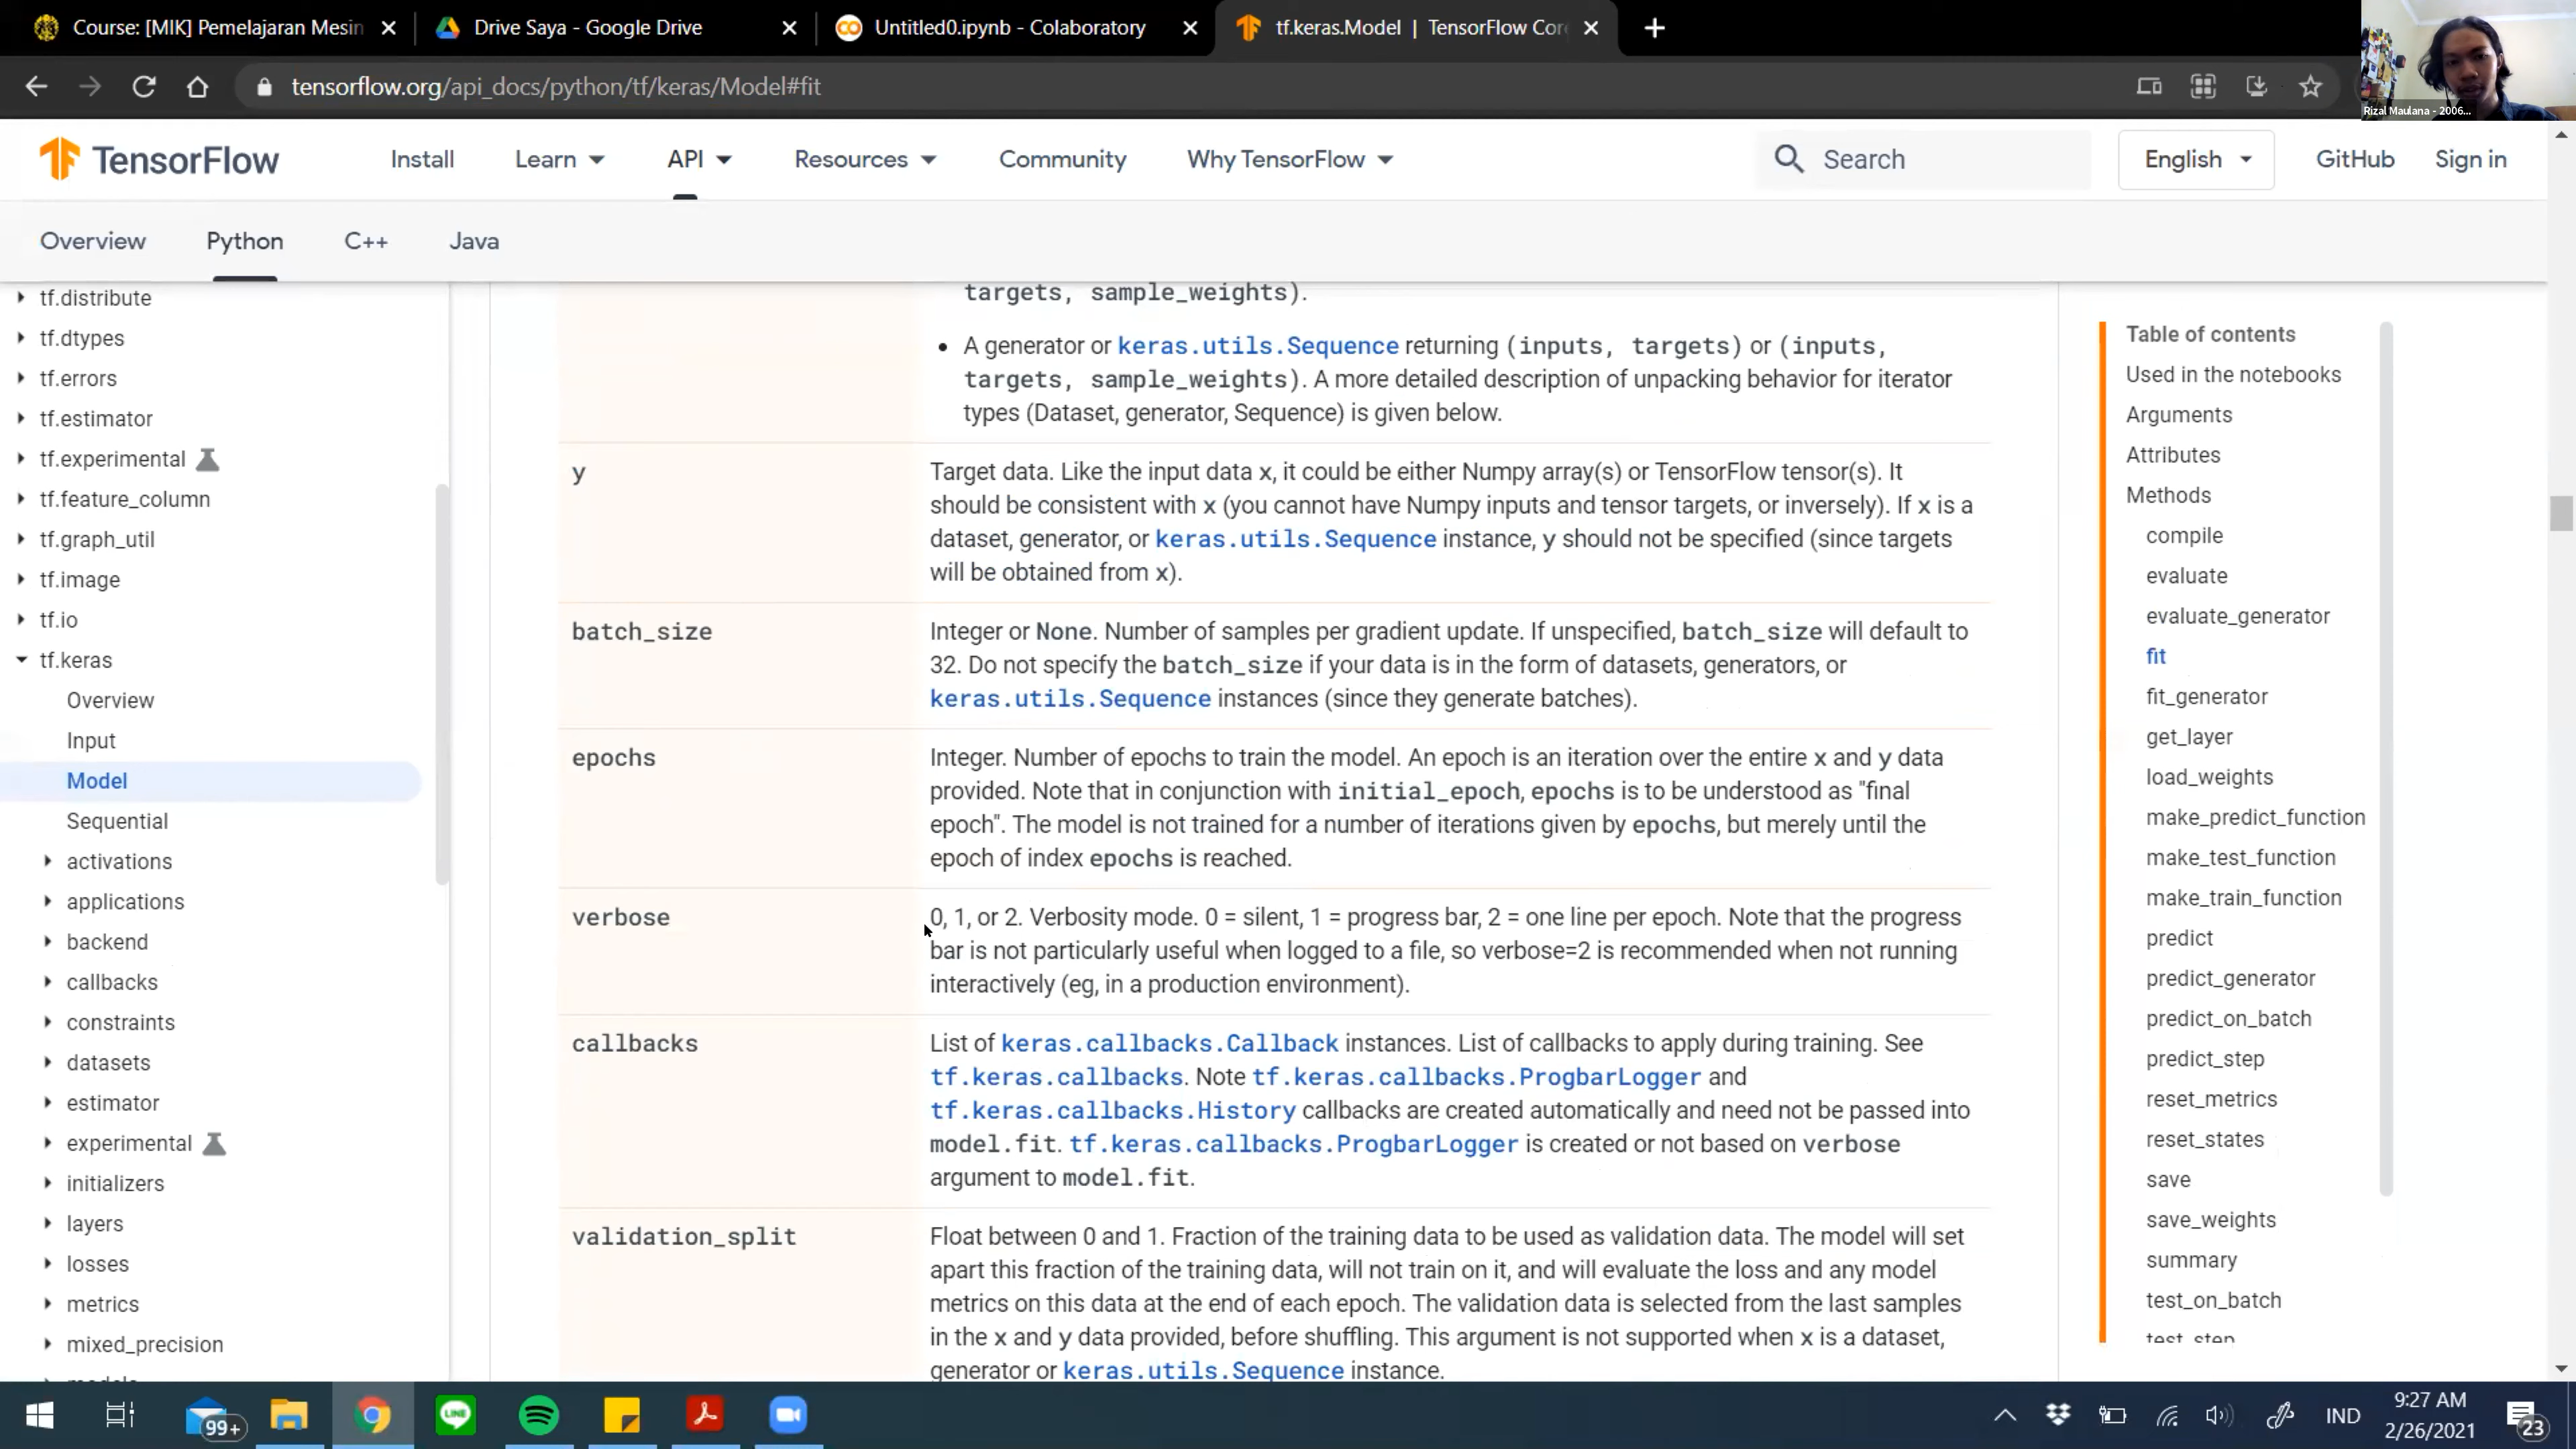 Course: [MIK] Pemelajaran Mesin
Drive Saya - Google Drive
Untitled0.ipynb - Colaboratory
tf.keras.Model | TensorFlow Cor
tensorflow.org/api_docs/python/tf/keras/Model#fit
Rizal Maulana - 2006...
TensorFlow
Install
Learn
API
Resources
Community
Why TensorFlow
Search
English
GitHub
Sign in
Overview
Python
C++
Java
tf.distribute
tf.dtypes
tf.errors
tf.estimator
tf.experimental
tf.feature_column
tf.graph_util
tf.image
tf.io
tf.keras
Overview
Input
Model
Sequential
activations
applications
backend
callbacks
constraints
datasets
estimator
experimental
initializers
layers
losses
metrics
mixed_precision
models
targets, sample_weights).
A generator or keras.utils.Sequence returning (inputs, targets) or (inputs,
targets, sample_weights). A more detailed description of unpacking behavior for iterator
types (Dataset, generator, Sequence) is given below.
y
Target data. Like the input data x, it could be either Numpy array(s) or TensorFlow tensor(s). It
should be consistent with x (you cannot have Numpy inputs and tensor targets, or inversely). If x is a
dataset, generator, or keras.utils.Sequence instance, y should not be specified (since targets
will be obtained from x).
batch_size
Integer or None. Number of samples per gradient update. If unspecified, batch_size will default to
32. Do not specify the batch_size if your data is in the form of datasets, generators, or
keras.utils.Sequence instances (since they generate batches).
epochs
Integer. Number of epochs to train the model. An epoch is an iteration over the entire x and y data
provided. Note that in conjunction with initial_epoch, epochs is to be understood as "final
epoch". The model is not trained for a number of iterations given by epochs, but merely until the
epoch of index epochs is reached.
verbose
0, 1, or 2. Verbosity mode. 0 = silent, 1 = progress bar, 2 = one line per epoch. Note that the progress
bar is not particularly useful when logged to a file, so verbose=2 is recommended when not running
interactively (eg, in a production environment).
callbacks
List of keras.callbacks.Callback instances. List of callbacks to apply during training. See
tf.keras.callbacks. Note tf.keras.callbacks.ProgbarLogger and
tf.keras.callbacks.History callbacks are created automatically and need not be passed into
model.fit. tf.keras.callbacks.ProgbarLogger is created or not based on verbose
argument to model.fit.
validation_split
Float between 0 and 1. Fraction of the training data to be used as validation data. The model will set
apart this fraction of the training data, will not train on it, and will evaluate the loss and any model
metrics on this data at the end of each epoch. The validation data is selected from the last samples
in the x and y data provided, before shuffling. This argument is not supported when x is a dataset,
generator or keras.utils.Sequence instance.
Table of contents
Used in the notebooks
Arguments
Attributes
Methods
compile
evaluate
evaluate_generator
fit
fit_generator
get_layer
load_weights
make_predict_function
make_test_function
make_train_function
predict
predict_generator
predict_on_batch
predict_step
reset_metrics
reset_states
save
save_weights
summary
test_on_batch
test_step
99+
LINE
IND
9:27 AM
2/26/2021
23